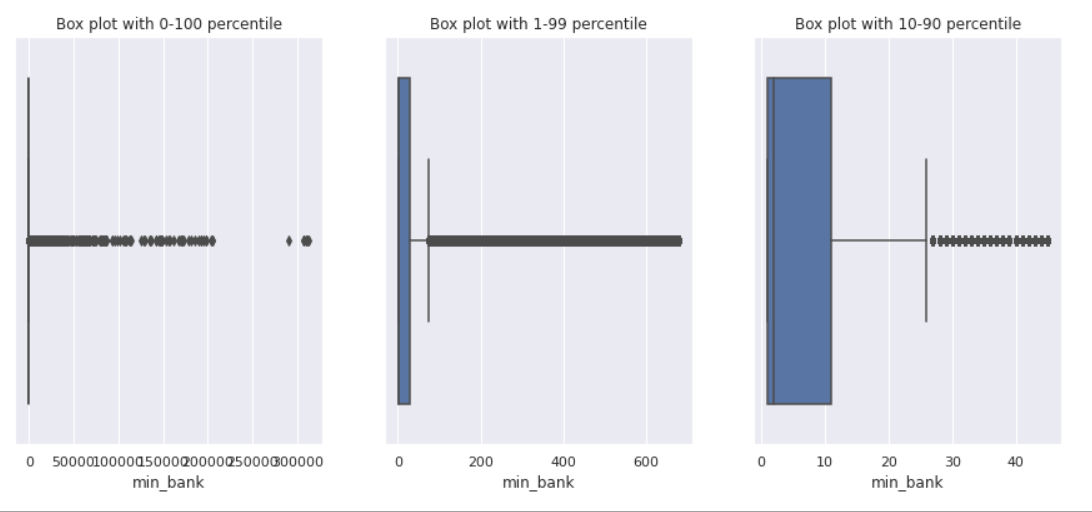 Box plot with 0-100 percentile
Box plot with 1-99 percentile
Box plot with 10-90 percentile
0 50000 100000 150000 200000 250000 300000
0 200 400 600
0 10 20 30 40
min_bank
min_bank
min_bank